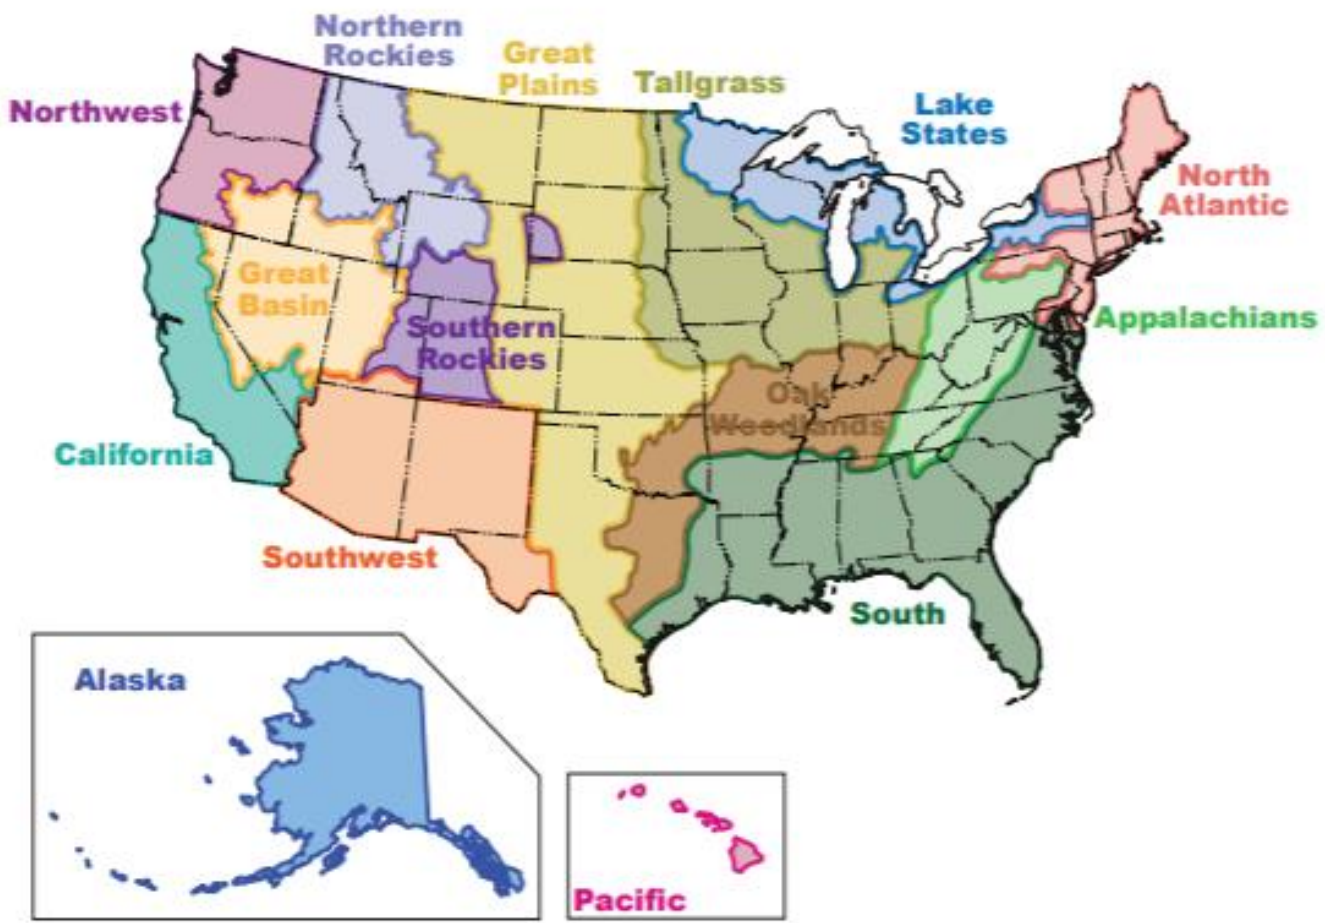 Northern
Rockies
Great
Plains
Tallgrass
Lake
States
Northwest
North
Atlantic
Great
Basin
Southern
Rockies
Appalachians
Oak
Woodlands
California
Southwest
South
Alaska
Pacific